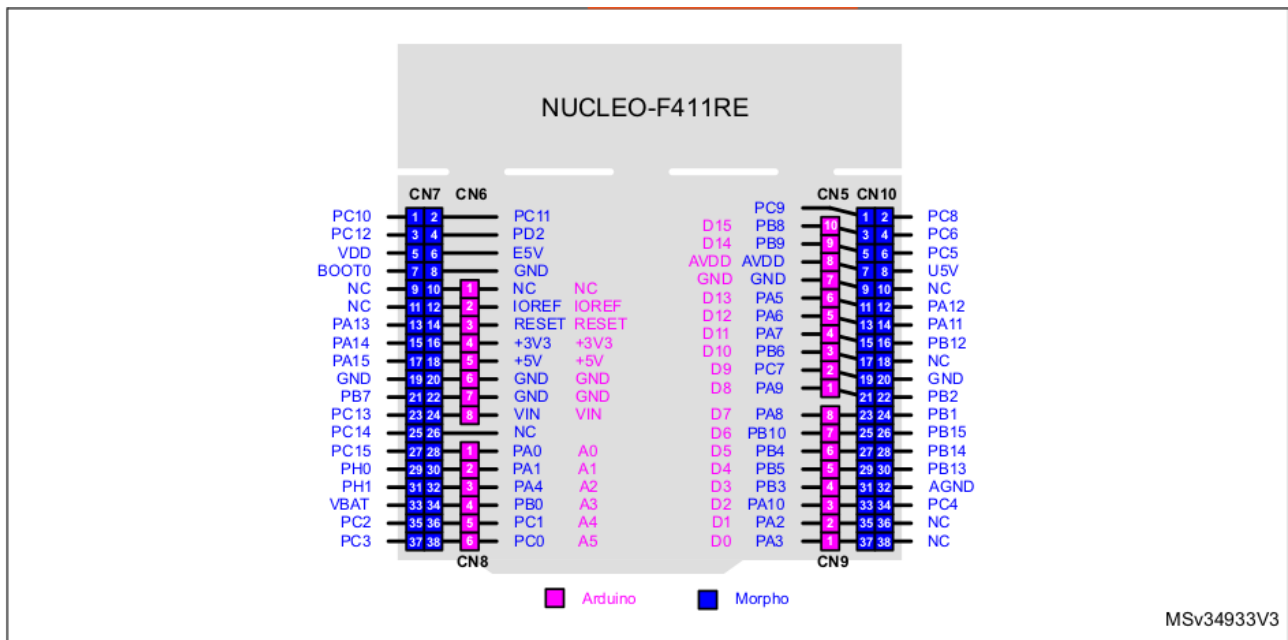 NUCLEO-F411RE
CN7 CN6 CN5 CN10
PC9
PC10 1 2 PC11 D15 PB8 10 1 2 PC8
PC12 3 4 PD2 D14 PB9 9 3 4 PC6
VDD 5 6 E5V AVDD AVDD 8 5 6 PC5
BOOT0 7 8 GND GND GND 7 7 8 U5V
NC 9 10 1 NC NC D13 PA5 6 9 10 NC
NC 11 12 2 IOREF IOREF D12 PA6 5 11 12 PA12
PA13 13 14 3 RESET RESET D11 PA7 4 13 14 PA11
PA14 15 16 4 +3V3 +3V3 D10 PB6 3 15 16 PB12
PA15 17 18 5 +5V +5V D9 PC7 2 17 18 NC
GND 19 20 6 GND GND D8 PA9 1 19 20 GND
PB7 21 22 7 GND GND 21 22 PB2
PC13 23 24 8 VIN VIN D7 PA8 8 23 24 PB1
PC14 25 26 NC D6 PB10 7 25 26 PB15
PC15 27 28 1 PA0 A0 D5 PB4 6 27 28 PB14
PH0 29 30 2 PA1 A1 D4 PB5 5 29 30 PB13
PH1 31 32 3 PA4 A2 D3 PB3 4 31 32 AGND
VBAT 33 34 4 PB0 A3 D2 PA10 3 33 34 PC4
PC2 35 36 5 PC1 A4 D1 PA2 2 35 36 NC
PC3 37 38 6 PC0 A5 D0 PA3 1 37 38 NC
CN8 CN9
Arduino Morpho
MSv34933V3